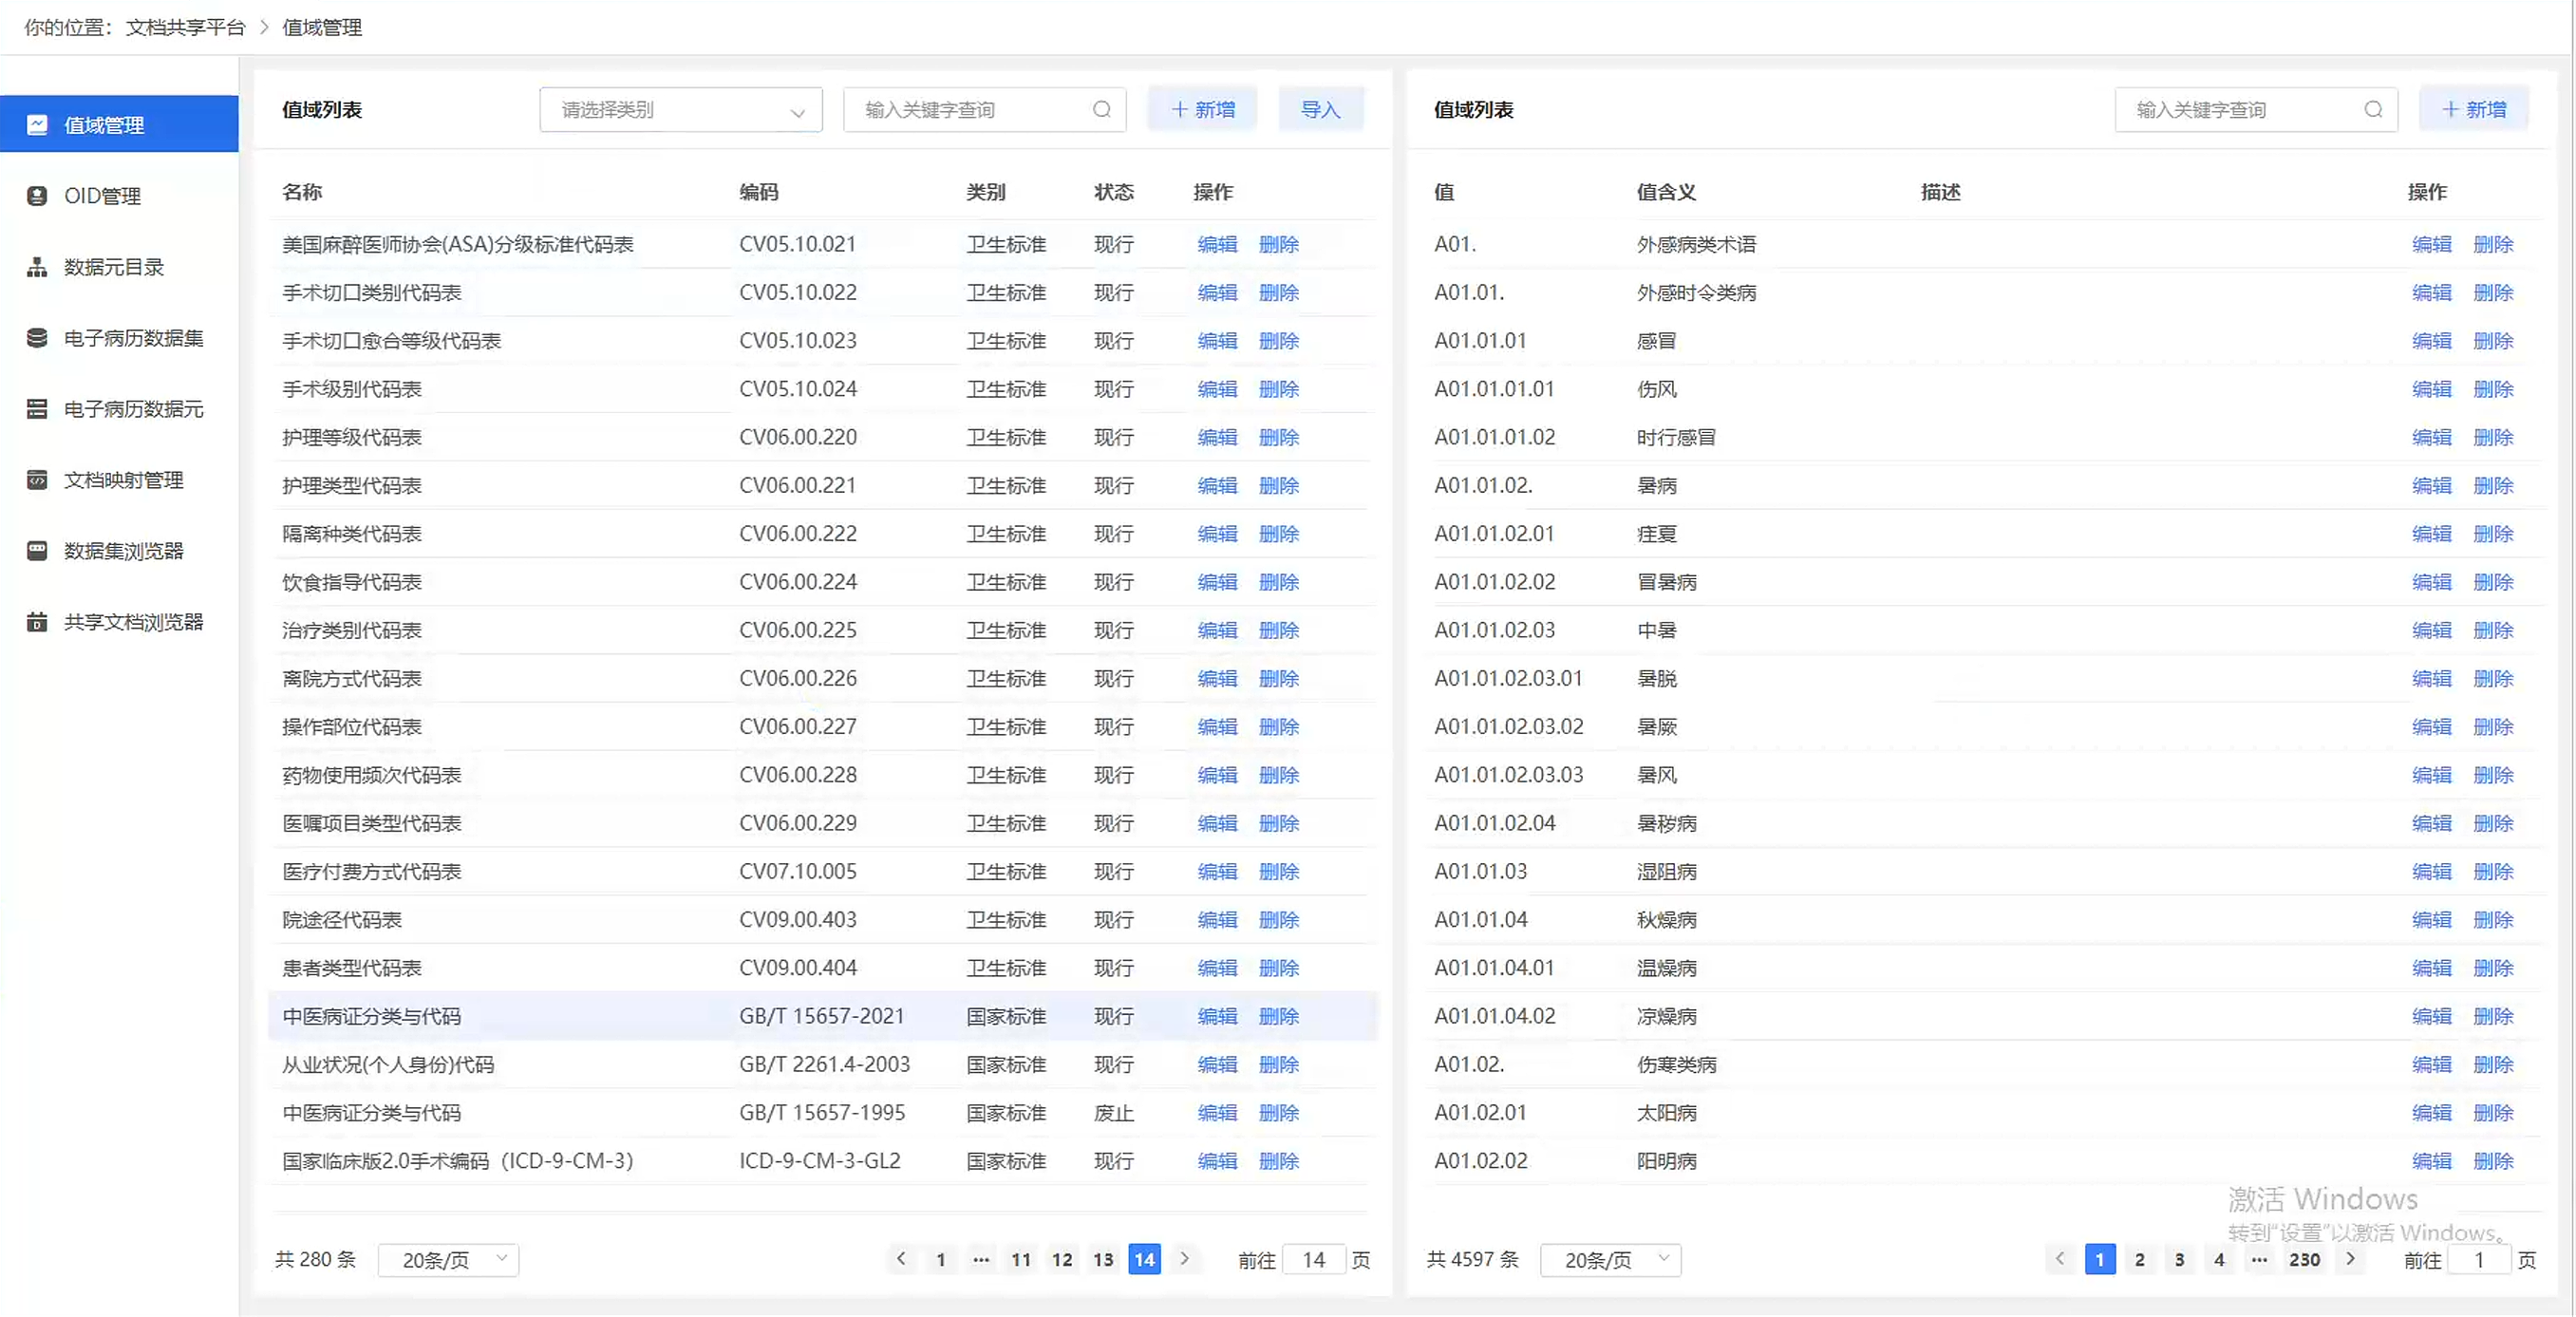 你的位置： 文档共享平台 > 值域管理
值域管理
OID管理
数据元目录
电子病历数据集
电子病历数据元
文档映射管理
数据集浏览器
共享文档浏览器
值域列表 请选择类别 输入关键字查询 + 新增 导入
名称 编码 类别 状态 操作
美国麻醉医师协会(ASA)分级标准代码表 CV05.10.021 卫生标准 现行 编辑 删除
手术切口类别代码表 CV05.10.022 卫生标准 现行 编辑 删除
手术切口愈合等级代码表 CV05.10.023 卫生标准 现行 编辑 删除
手术级别代码表 CV05.10.024 卫生标准 现行 编辑 删除
护理等级代码表 CV06.00.220 卫生标准 现行 编辑 删除
护理类型代码表 CV06.00.221 卫生标准 现行 编辑 删除
隔离种类代码表 CV06.00.222 卫生标准 现行 编辑 删除
饮食指导代码表 CV06.00.224 卫生标准 现行 编辑 删除
治疗类别代码表 CV06.00.225 卫生标准 现行 编辑 删除
离院方式代码表 CV06.00.226 卫生标准 现行 编辑 删除
操作部位代码表 CV06.00.227 卫生标准 现行 编辑 删除
药物使用频次代码表 CV06.00.228 卫生标准 现行 编辑 删除
医嘱项目类型代码表 CV06.00.229 卫生标准 现行 编辑 删除
医疗付费方式代码表 CV07.10.005 卫生标准 现行 编辑 删除
院途径代码表 CV09.00.403 卫生标准 现行 编辑 删除
患者类型代码表 CV09.00.404 卫生标准 现行 编辑 删除
中医病证分类与代码 GB/T 15657-2021 国家标准 现行 编辑 删除
从业状况(个人身份)代码 GB/T 2261.4-2003 国家标准 现行 编辑 删除
中医病证分类与代码 GB/T 15657-1995 国家标准 废止 编辑 删除
国家临床版2.0手术编码（ICD-9-CM-3） ICD-9-CM-3-GL2 国家标准 现行 编辑 删除
共 280 条 20条/页 < 1 ··· 11 12 13 14 > 前往 14 页
值域列表 输入关键字查询 + 新增
值 值含义 描述 操作
A01. 外感病类术语 编辑 删除
A01.01. 外感时令类病 编辑 删除
A01.01.01 感冒 编辑 删除
A01.01.01.01 伤风 编辑 删除
A01.01.01.02 时行感冒 编辑 删除
A01.01.02. 暑病 编辑 删除
A01.01.02.01 疰夏 编辑 删除
A01.01.02.02 冒暑病 编辑 删除
A01.01.02.03 中暑 编辑 删除
A01.01.02.03.01 暑脱 编辑 删除
A01.01.02.03.02 暑厥 编辑 删除
A01.01.02.03.03 暑风 编辑 删除
A01.01.02.04 暑秽病 编辑 删除
A01.01.03 湿阻病 编辑 删除
A01.01.04 秋燥病 编辑 删除
A01.01.04.01 温燥病 编辑 删除
A01.01.04.02 凉燥病 编辑 删除
A01.02. 伤寒类病 编辑 删除
A01.02.01 太阳病 编辑 删除
A01.02.02 阳明病 编辑 删除
激活 Windows
转到"设置"以激活 Windows。
共 4597 条 20条/页 < 1 2 3 4 ··· 230 > 前往 1 页